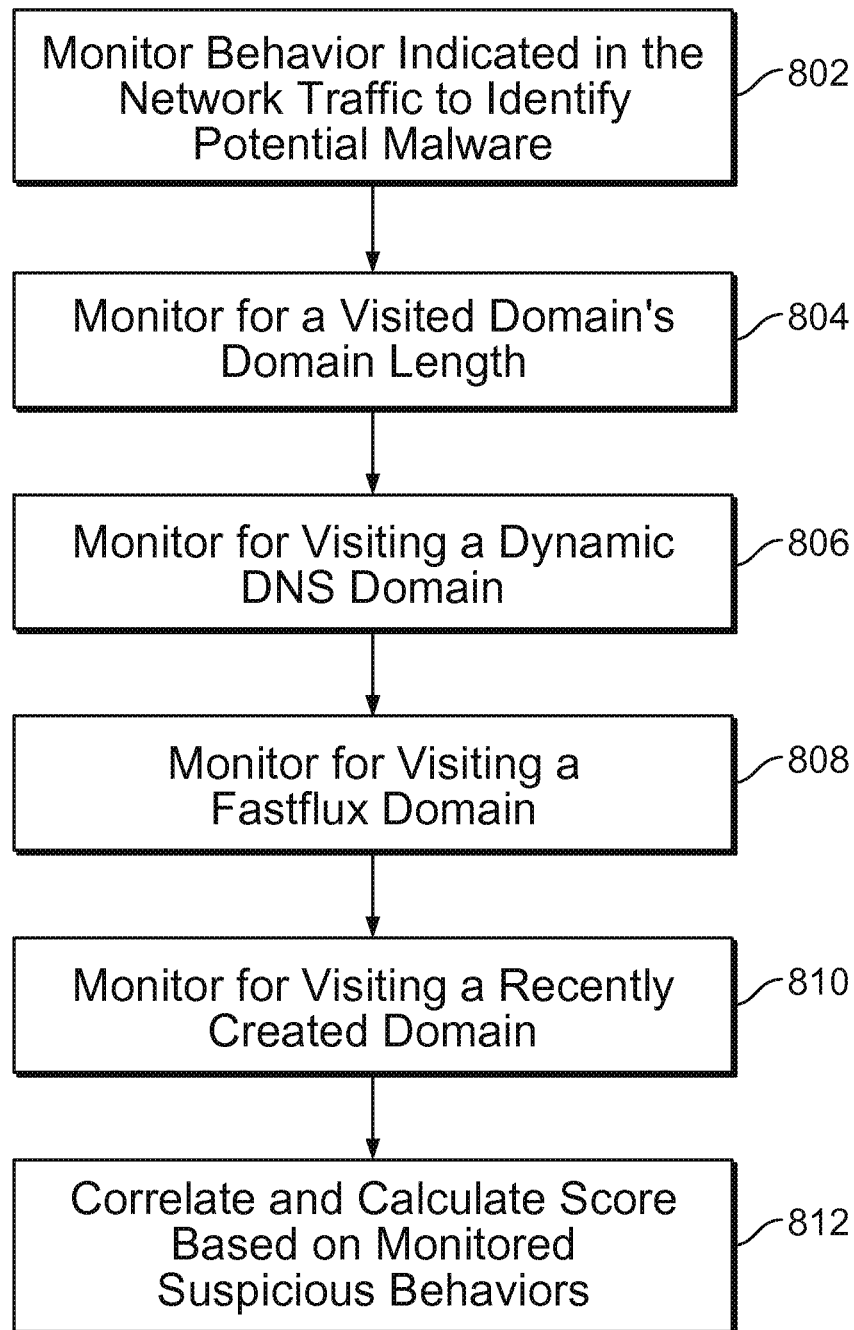 Monitor Behavior Indicated in the
Network Traffic to Identify
Potential Malware
802
Monitor for a Visited Domain's
Domain Length
804
Monitor for Visiting a Dynamic
DNS Domain
806
Monitor for Visiting a
Fastflux Domain
808
Monitor for Visiting a Recently
Created Domain
810
Correlate and Calculate Score
Based on Monitored
Suspicious Behaviors
812